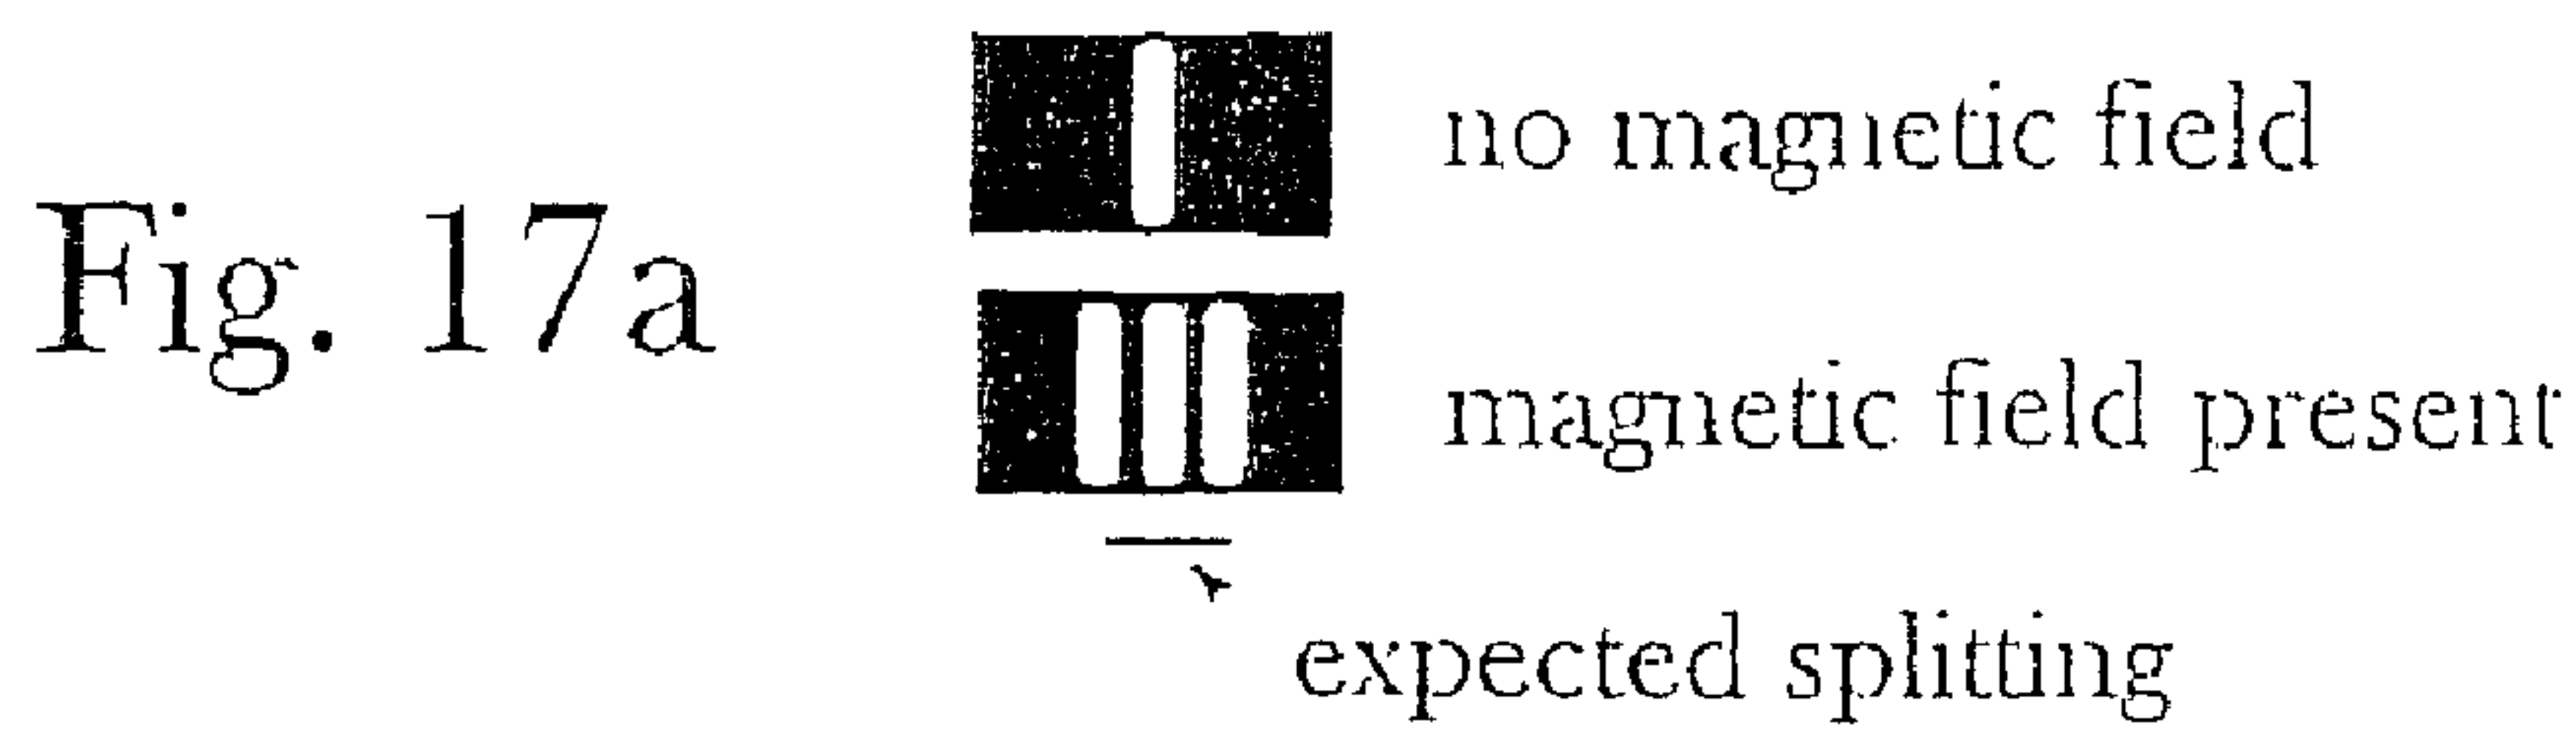 no magnetic field
Fig. 17a
magnetic field present
expected splitting